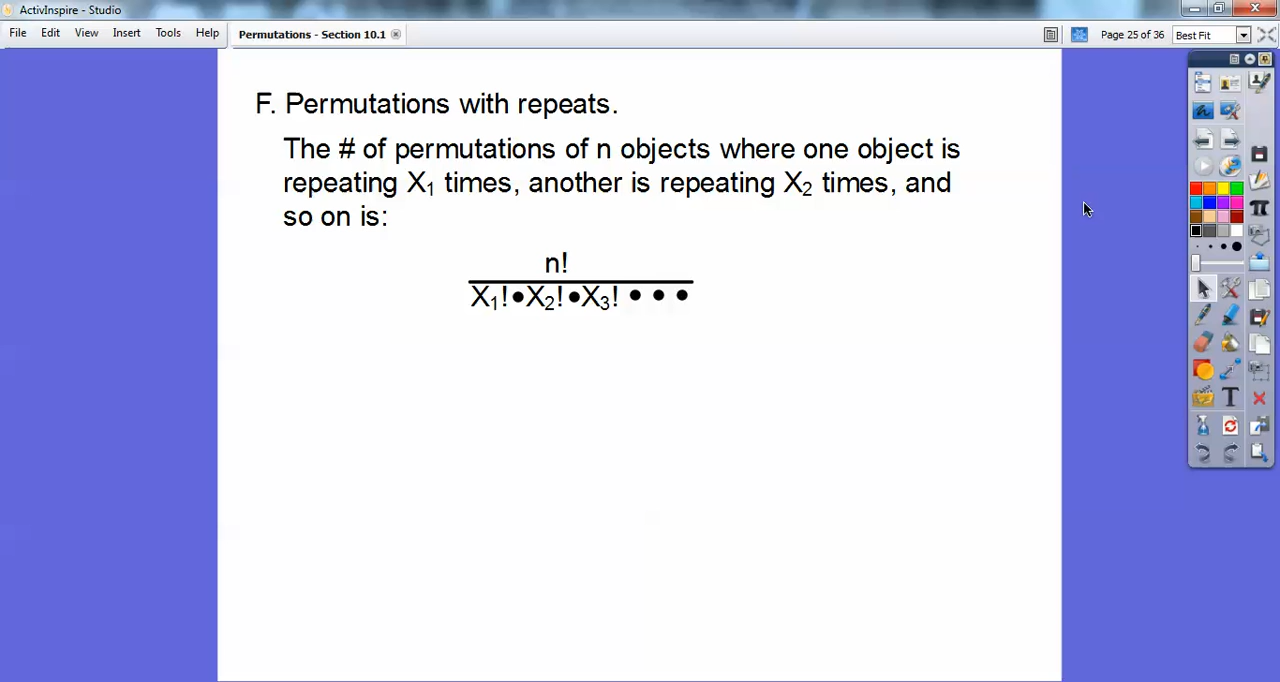 ActivInspire - Studio
File Edit View Insert Tools Help Permutations - Section 10.1 Page 25 of 36 Best Fit
F. Permutations with repeats.
The # of permutations of n objects where one object is
repeating X₁ times, another is repeating X₂ times, and
so on is:
n!
X₁!●X₂!●X₃! ● ● ●